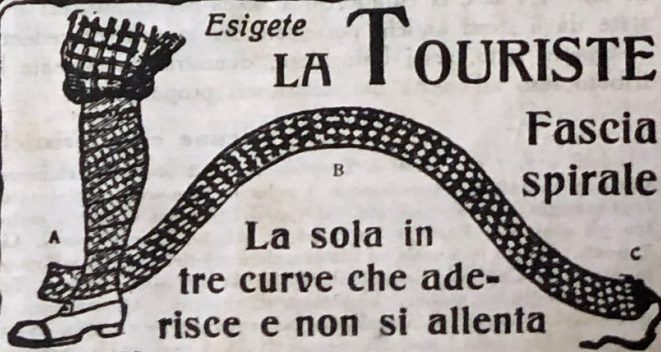 Esigete
LA TOURISTE
Fascia
spirale
A
B
C
La sola in
tre curve che ade-
risce e non si allenta